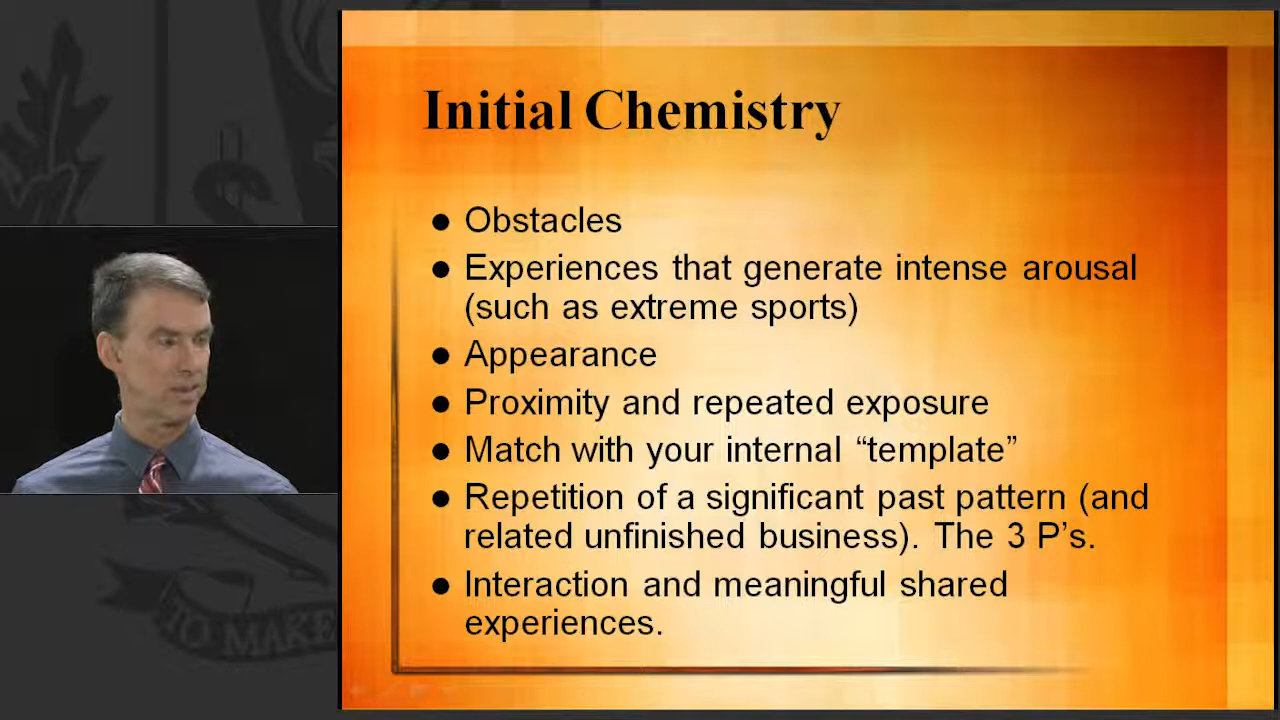 Initial Chemistry
● Obstacles
● Experiences that generate intense arousal
(such as extreme sports)
● Appearance
● Proximity and repeated exposure
● Match with your internal “template”
● Repetition of a significant past pattern (and
related unfinished business). The 3 P’s.
● Interaction and meaningful shared
experiences.
TO MAKE